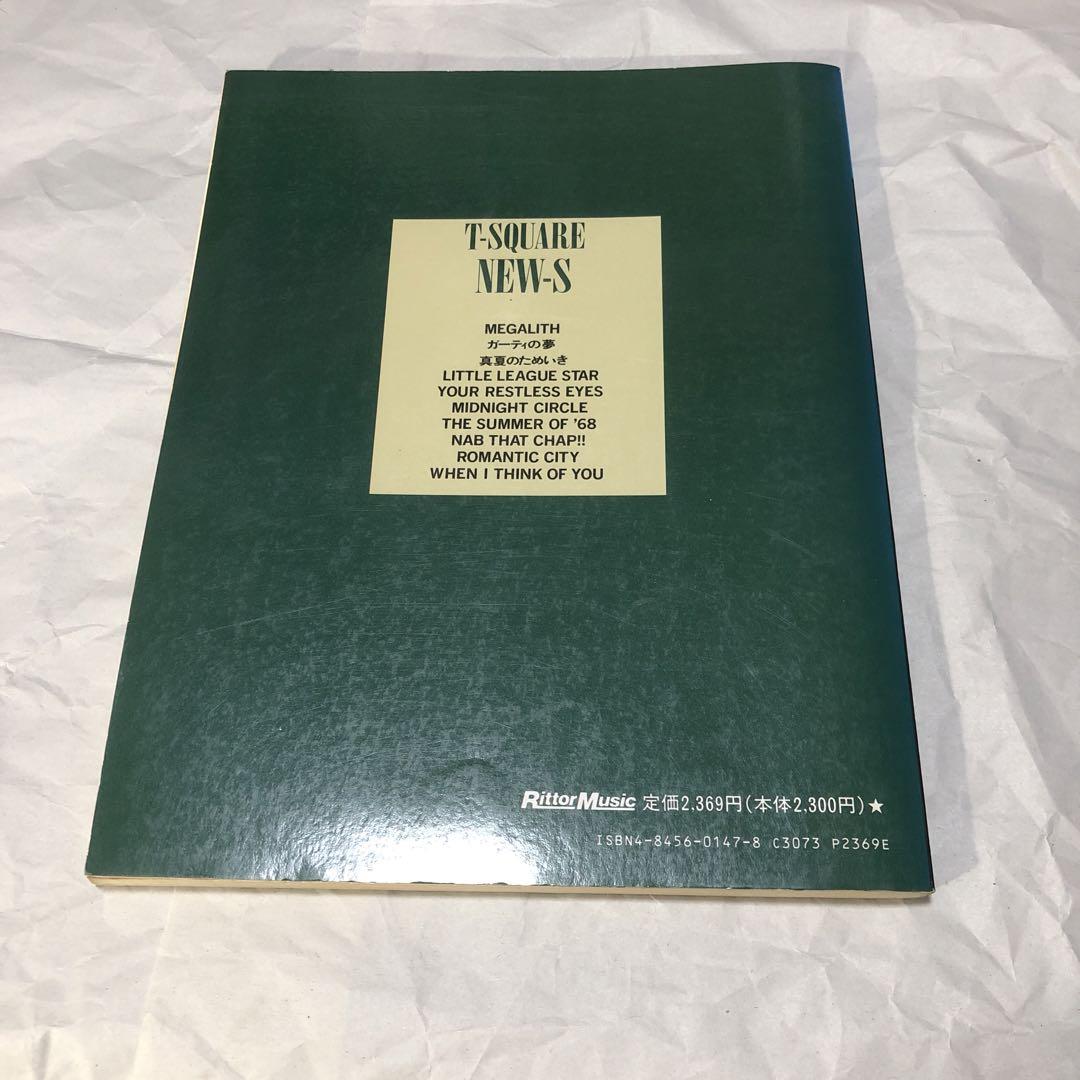 T-SQUARE
NEW-S
MEGALITH
ガーティの夢
真夏のためいき
LITTLE LEAGUE STAR
YOUR RESTLESS EYES
MIDNIGHT CIRCLE
THE SUMMER OF '68
NAB THAT CHAP!!
ROMANTIC CITY
WHEN I THINK OF YOU
RittorMusic 定価2,369円(本体2,300円)★
ISBN4-8456-0147-8 C3073 P2369E